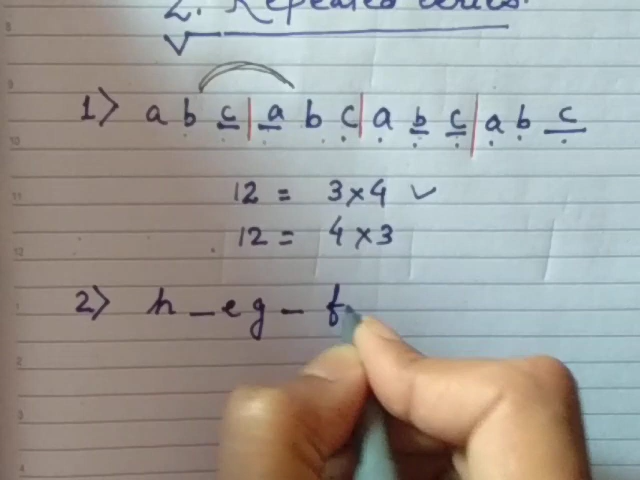 2. Repeated series.
✓
1> a b c | a b c | a b c | a b c
12 = 3×4 ✓
12 = 4×3
2> h _ e g _ f